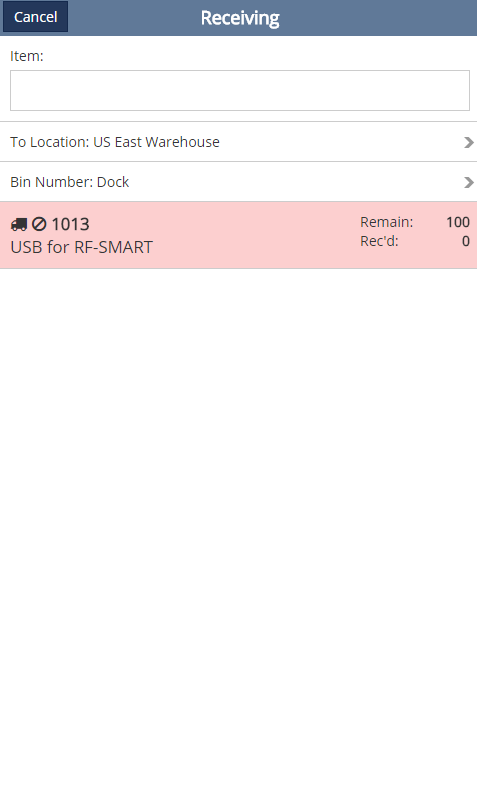 Cancel
Receiving
Item:
To Location: US East Warehouse
Bin Number: Dock
1013
USB for RF-SMART
Remain: 100
Rec'd: 0